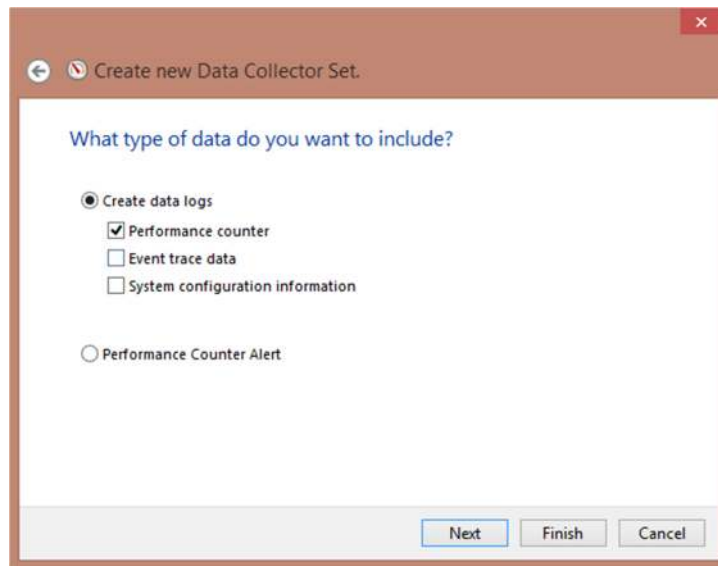 Create new Data Collector Set.
What type of data do you want to include?
Create data logs
Performance counter
Event trace data
System configuration information
Performance Counter Alert
Next Finish Cancel